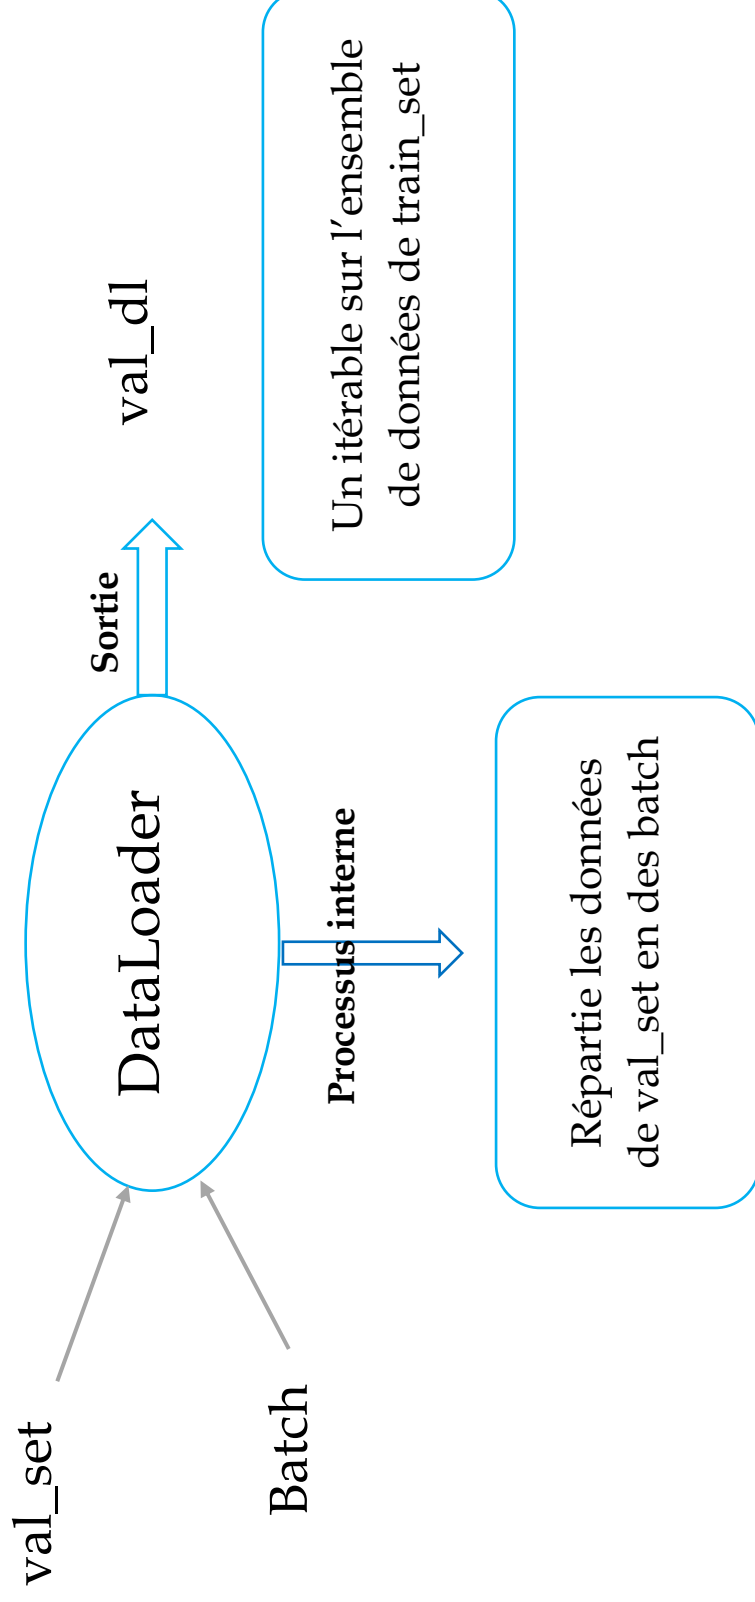 val_set
Batch
DataLoader
Sortie
val_dl
Processus interne
Répartie les données
de val_set en des batch
Un itérable sur l’ensemble
de données de train_set